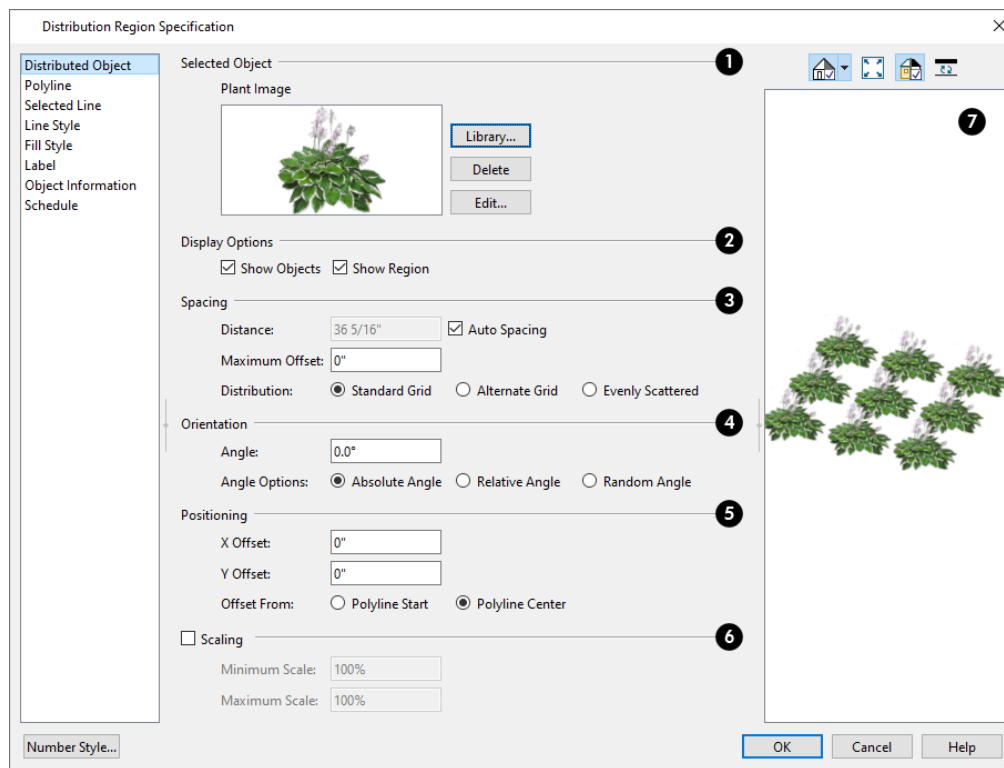 Distribution Region Specification
Distributed Object
Polyline
Selected Line
Line Style
Fill Style
Label
Object Information
Schedule
Selected Object
1
Plant Image
Library...
Delete
Edit...
Display Options
2
Show Objects
Show Region
Spacing
3
Distance:
36 5/16"
Auto Spacing
Maximum Offset:
0"
Distribution:
Standard Grid
Alternate Grid
Evenly Scattered
Orientation
4
Angle:
0.0°
Angle Options:
Absolute Angle
Relative Angle
Random Angle
Positioning
5
X Offset:
0"
Y Offset:
0"
Offset From:
Polyline Start
Polyline Center
Scaling
6
Minimum Scale:
100%
Maximum Scale:
100%
7
Number Style...
OK
Cancel
Help